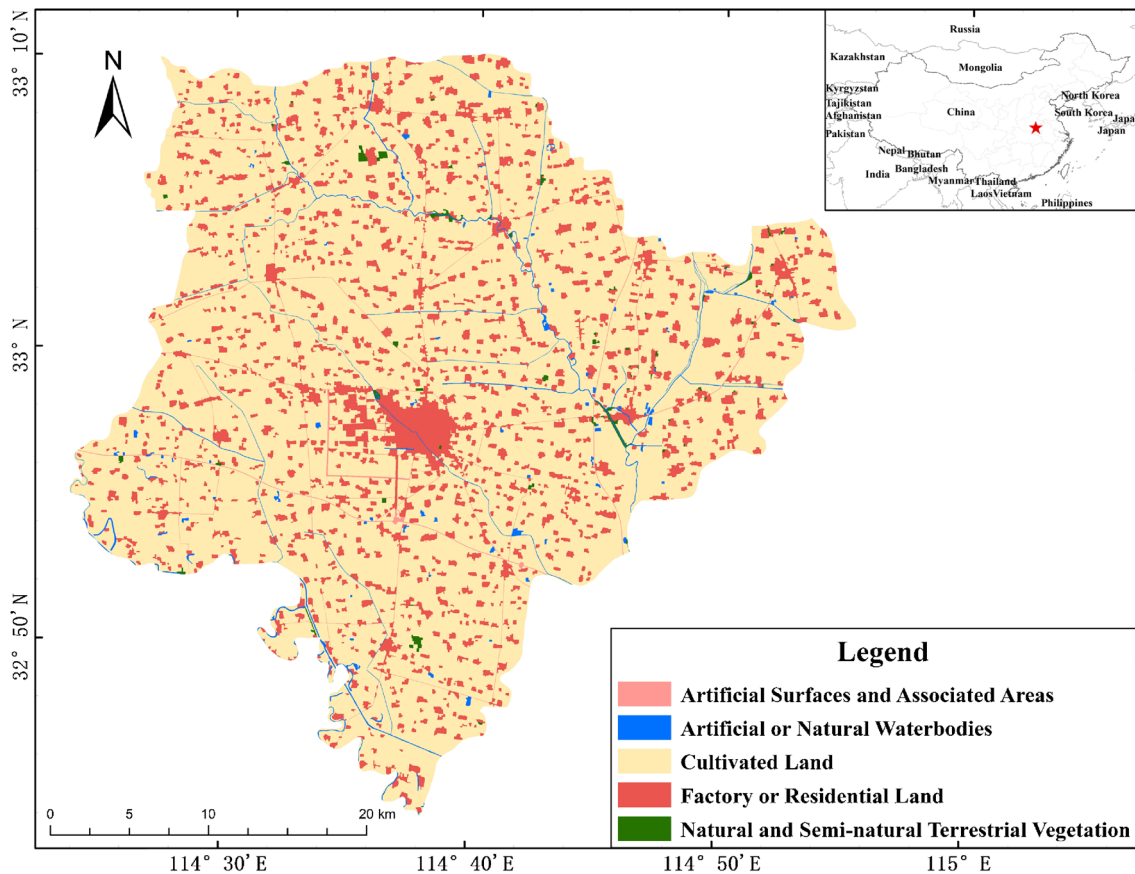 33° 10' N
33° N
32° 50' N
N
Russia
Kazakhstan
Mongolia
Kyrgyzstan
Tajikistan
Afghanistan
Pakistan
China
North Korea
South Korea
Japa
Japan
Nepal
Bhutan
Bangladesh
India
Myanmar
Thailand
Laos
Vietnam
Philippines
Legend
Artificial Surfaces and Associated Areas
Artificial or Natural Waterbodies
Cultivated Land
Factory or Residential Land
Natural and Semi-natural Terrestrial Vegetation
0 5 10 20 km
114° 30' E 114° 40' E 114° 50' E 115° E